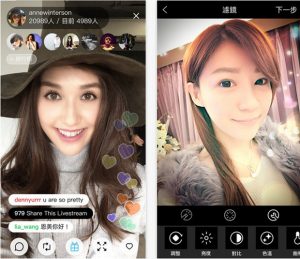 annewinterson
20989人 / 目前 4989人
dennyurrr u are so pretty
979 Share This Livestream
lia_wang 恩美你好！
濾鏡
下一步
調整
亮度
對比
色溫